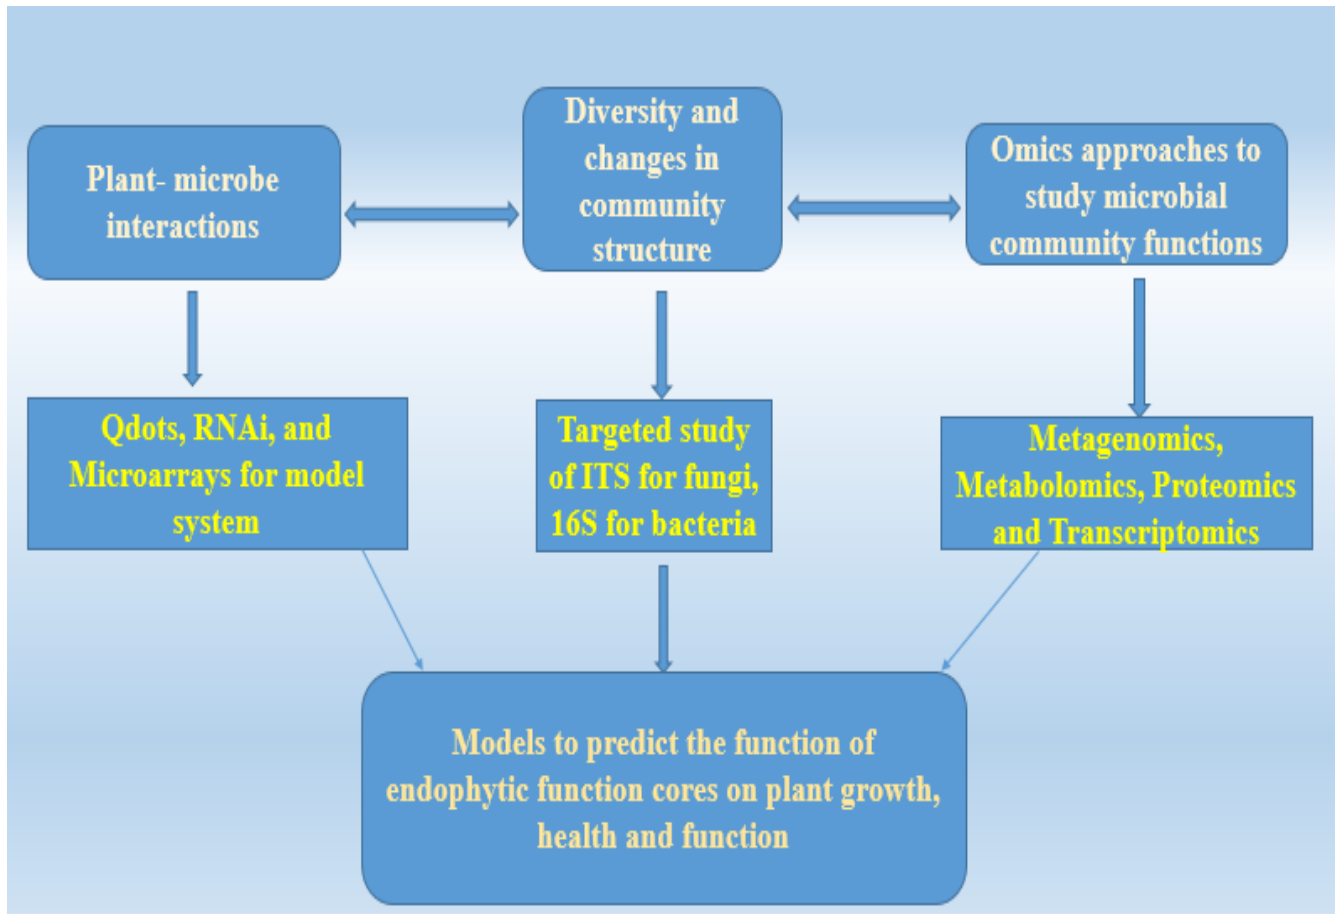 Plant- microbe
interactions
Diversity and
changes in
community
structure
Omics approaches to
study microbial
community functions
Qdots, RNAi, and
Microarrays for model
system
Targeted study
of ITS for fungi,
16S for bacteria
Metagenomics,
Metabolomics, Proteomics
and Transcriptomics
Models to predict the function of
endophytic function cores on plant growth,
health and function